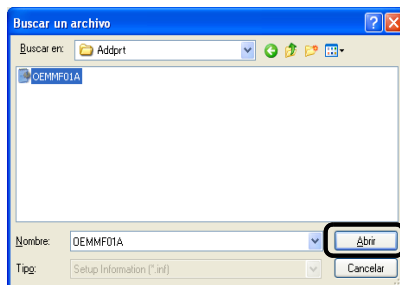 Buscar un archivo
Buscar en: Addprt
OEMMF01A
Nombre: OEMMF01A Abrir
Tipo: Setup Information (*.inf) Cancelar